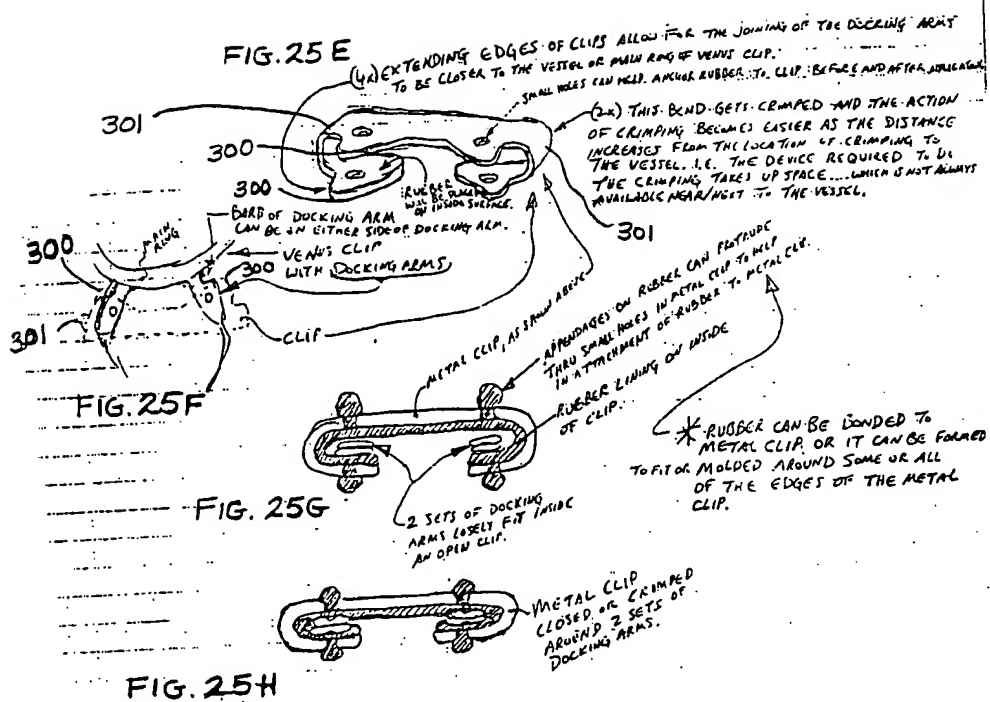 FIG. 25 E
(4x) EXTENDING EDGES OF CLIPS ALLOW FOR THE JOINING OF THE DOCKING ARMS
TO BE CLOSER TO THE VESSEL OR MAIN RING OF VENUS CLIP.
SMALL HOLES CAN HELP ANCHOR RUBBER TO CLIP BEFORE AND AFTER APPLICATION
301
300
300
RUBBER
WILL BE PLACED
ON INSIDE SURFACE.
(2x) THIS BEND GETS CRIMPED AND THE ACTION
OF CRIMPING BECOMES EASIER AS THE DISTANCE
INCREASES FROM THE LOCATION OF CRIMPING TO
THE VESSEL. I.E. THE DEVICE REQUIRED TO DO
THE CRIMPING TAKES UP SPACE....WHICH IS NOT ALWAYS
AVAILABLE NEAR/NEXT TO THE VESSEL.
301
BARB OF DOCKING ARM
CAN BE ON EITHER SIDE OF DOCKING ARM.
300
MAIN
RING
VENUS CLIP
300 WITH DOCKING ARMS
301
CLIP
FIG. 25F
METAL CLIP, AS SHOWN ABOVE
APPENDAGES ON RUBBER CAN PROTRUDE
THRU SMALL HOLES IN METAL CLIP TO HELP
IN ATTACHMENT OF RUBBER TO METAL CLIP.
RUBBER LINING ON INSIDE
OF CLIP.
* RUBBER CAN BE BONDED TO
METAL CLIP OR IT CAN BE FORMED
TO FIT OR MOLDED AROUND SOME OR ALL
OF THE EDGES OF THE METAL
CLIP.
FIG. 25G
2 SETS OF DOCKING
ARMS LOSELY FIT INSIDE
AN OPEN CLIP.
METAL CLIP
CLOSED OR CRIMPED
AROUND 2 SETS OF
DOCKING ARMS.
FIG. 25H